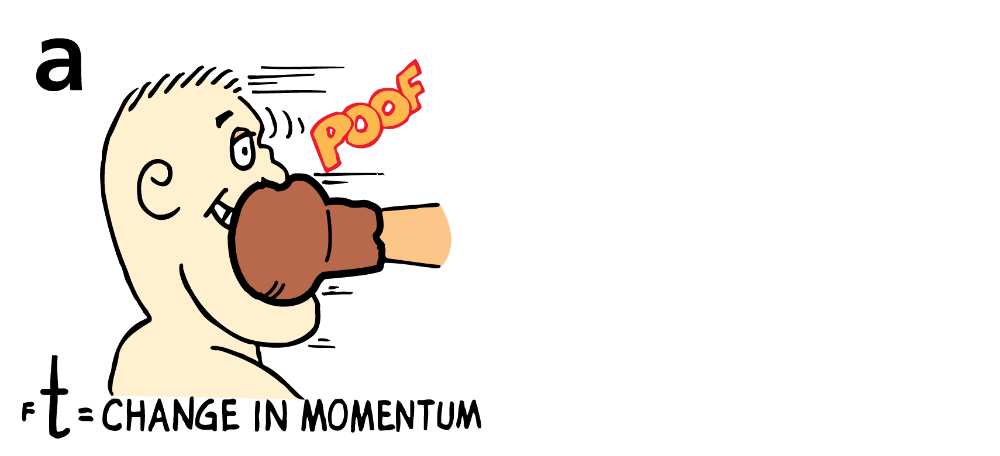 a
POOF
Ft = CHANGE IN MOMENTUM